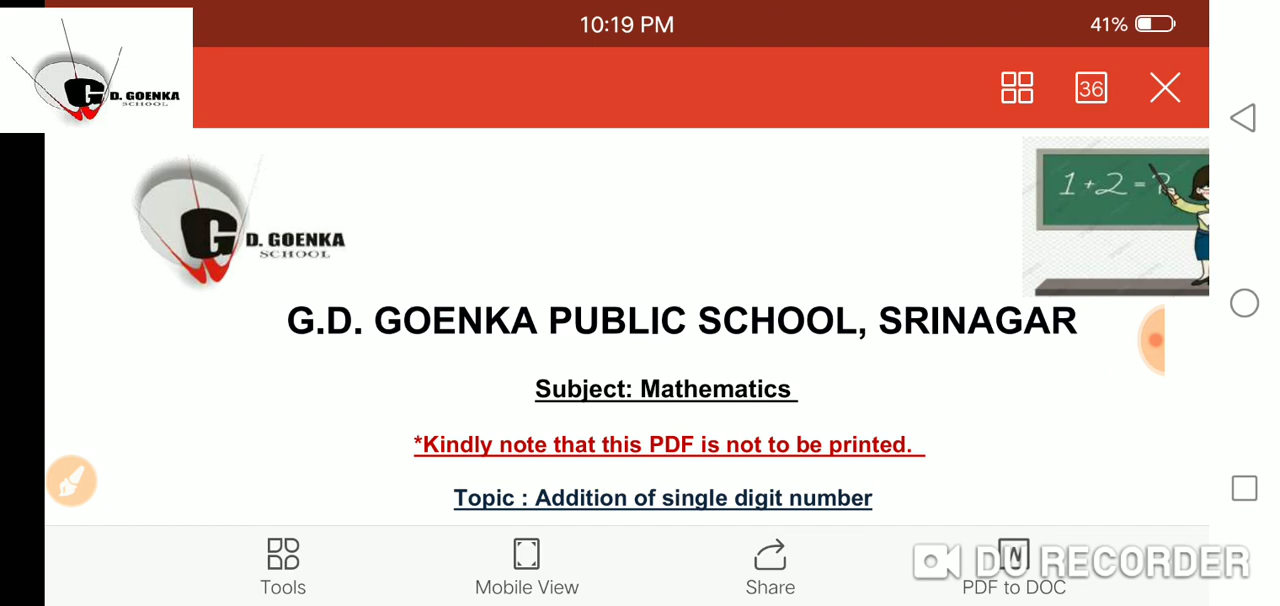 10:19 PM
41%
G D. GOENKA
SCHOOL
36
1+2=?
G D. GOENKA
SCHOOL
G.D. GOENKA PUBLIC SCHOOL, SRINAGAR
Subject: Mathematics
*Kindly note that this PDF is not to be printed.
Topic : Addition of single digit number
Tools
Mobile View
Share
PDF to DOC
DU RECORDER